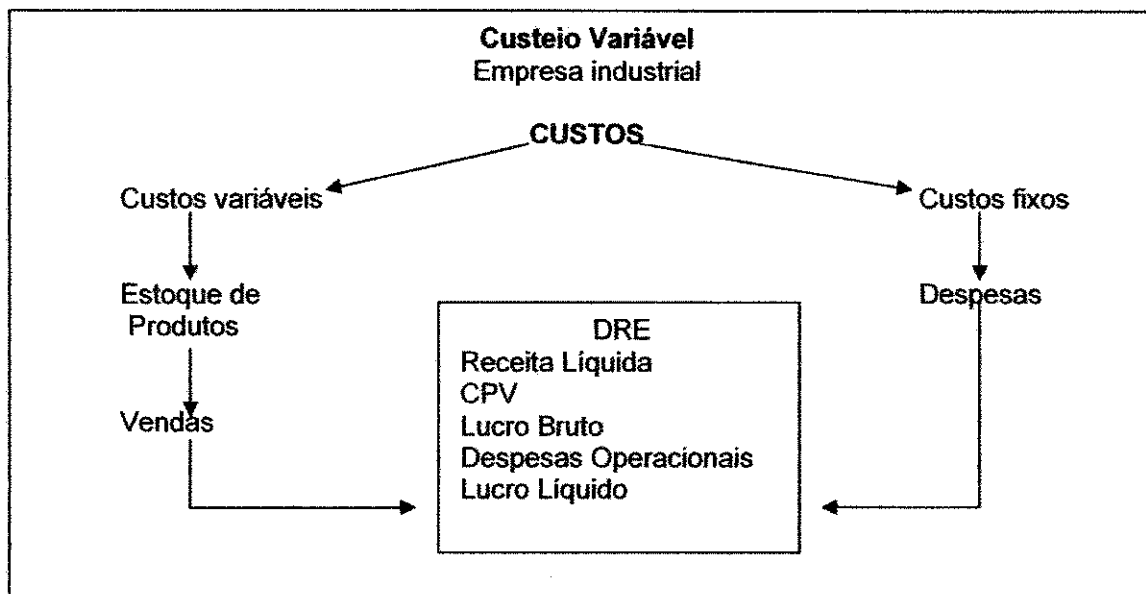 Custeio Variável
Empresa industrial
CUSTOS
Custos variáveis
Custos fixos
Estoque de
Produtos
Despesas
Vendas
DRE
Receita Líquida
CPV
Lucro Bruto
Despesas Operacionais
Lucro Líquido